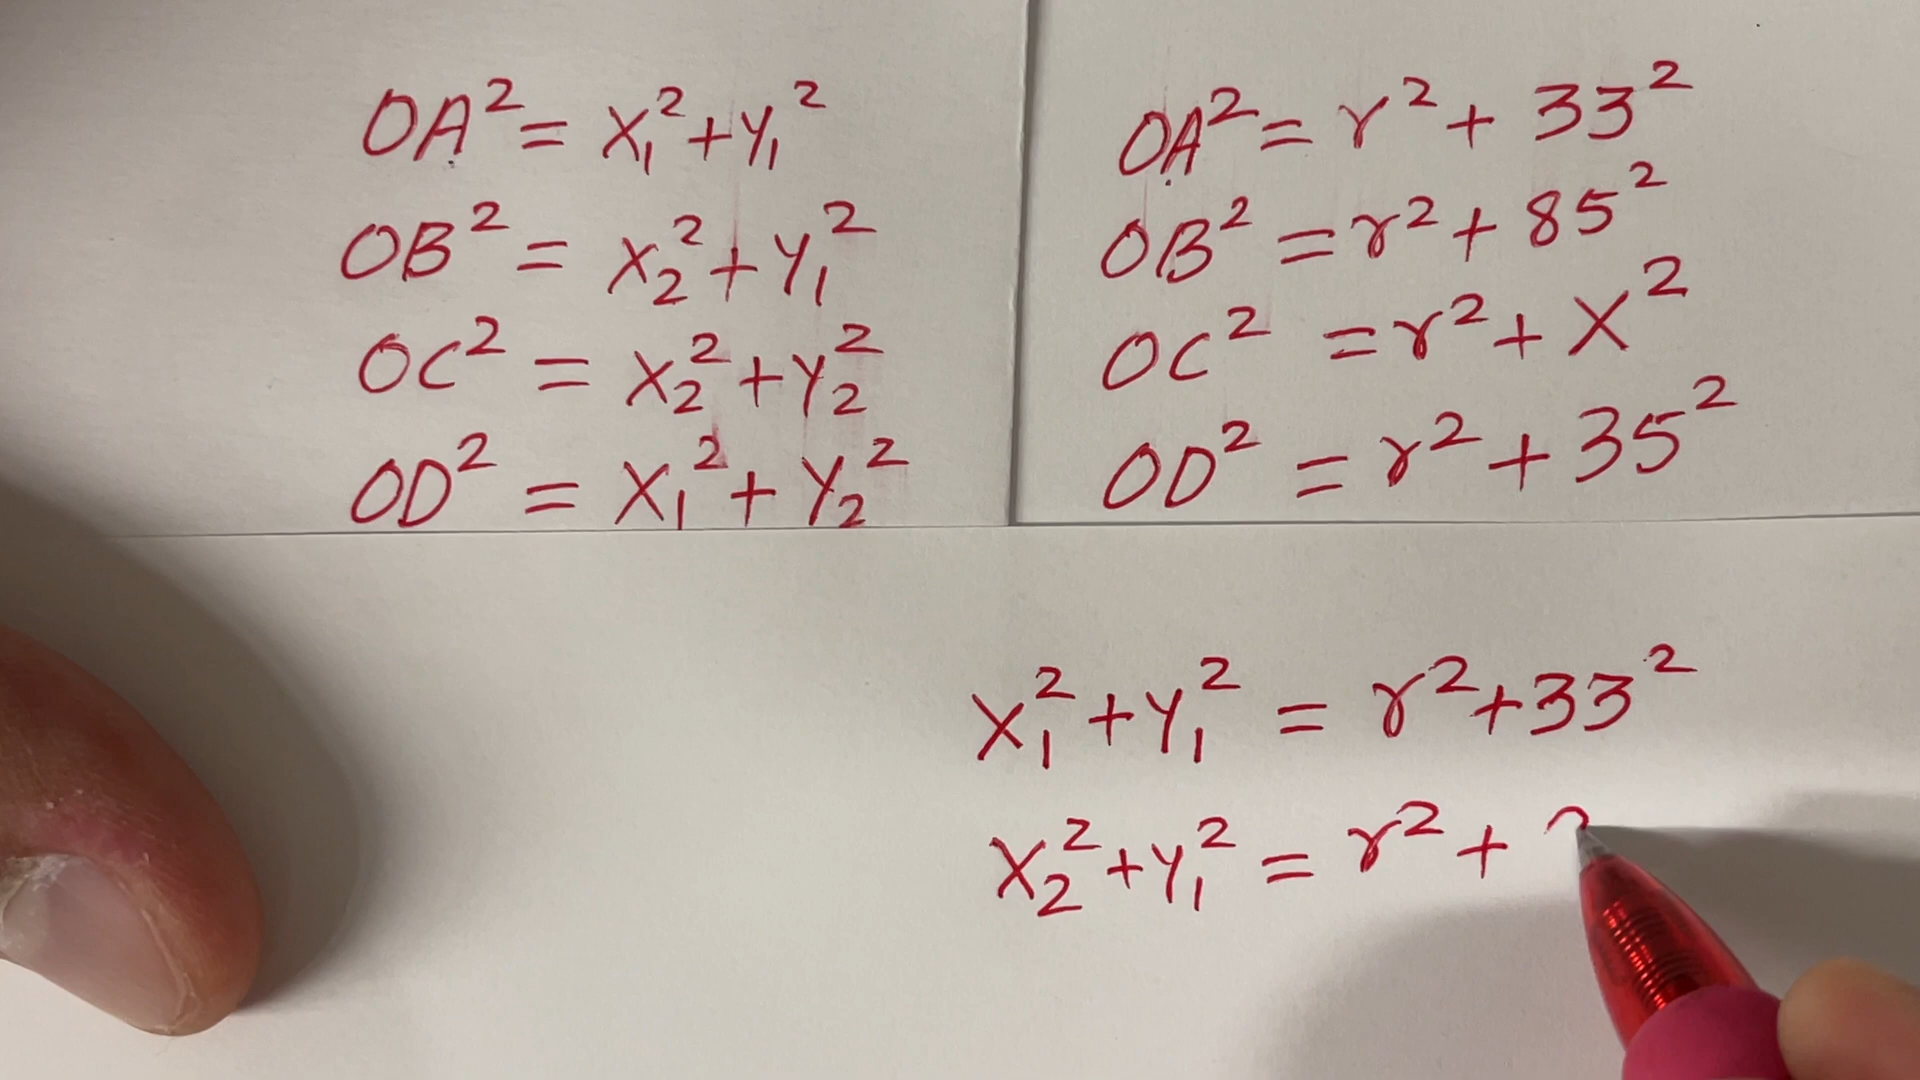 OA² = x₁² + y₁²
OB² = x₂² + y₁²
OC² = x₂² + y₂²
OD² = x₁² + y₂²
OA² = r² + 33²
OB² = r² + 85²
OC² = r² + x²
OD² = r² + 35²
x₁² + y₁² = r² + 33²
x₂² + y₁² = r² +